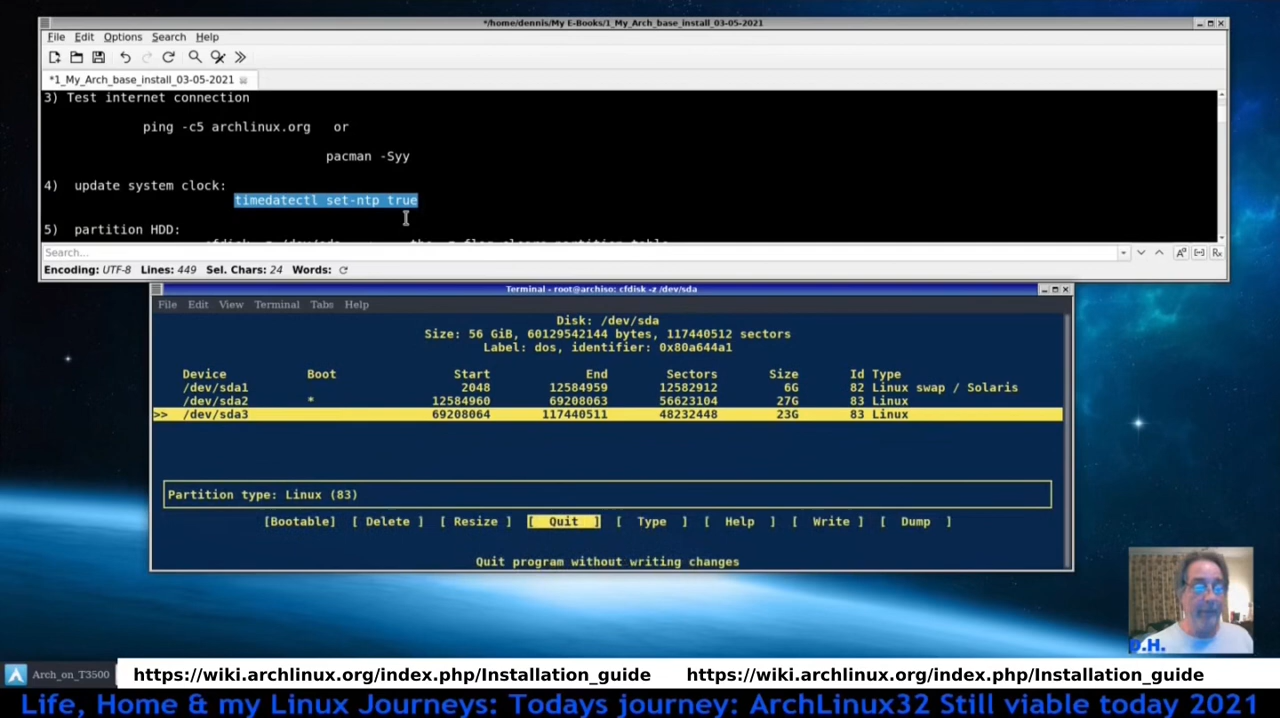 */home/dennis/My E-Books/1_My_Arch_base_install_03-05-2021
File Edit Options Search Help
*1_My_Arch_base_install_03-05-2021
3) Test internet connection
ping -c5 archlinux.org or
pacman -Syy
4) update system clock:
timedatectl set-ntp true
5) partition HDD:
Search...
Encoding: UTF-8 Lines: 449 Sel. Chars: 24 Words:
Terminal - root@archiso: cfdisk -z /dev/sda
File Edit View Terminal Tabs Help
Disk: /dev/sda
Size: 56 GiB, 60129542144 bytes, 117440512 sectors
Label: dos, identifier: 0x80a644a1
Device Boot Start End Sectors Size Id Type
/dev/sda1 2048 12584959 12582912 6G 82 Linux swap / Solaris
/dev/sda2 * 12584960 69208063 56623104 27G 83 Linux
>> /dev/sda3 69208064 117440511 48232448 23G 83 Linux
Partition type: Linux (83)
[Bootable] [ Delete ] [ Resize ] [ Quit ] [ Type ] [ Help ] [ Write ] [ Dump ]
Quit program without writing changes
D.H.
Arch_on_T3500
https://wiki.archlinux.org/index.php/Installation_guide https://wiki.archlinux.org/index.php/Installation_guide
Life, Home & my Linux Journeys: Todays journey: ArchLinux32 Still viable today 2021